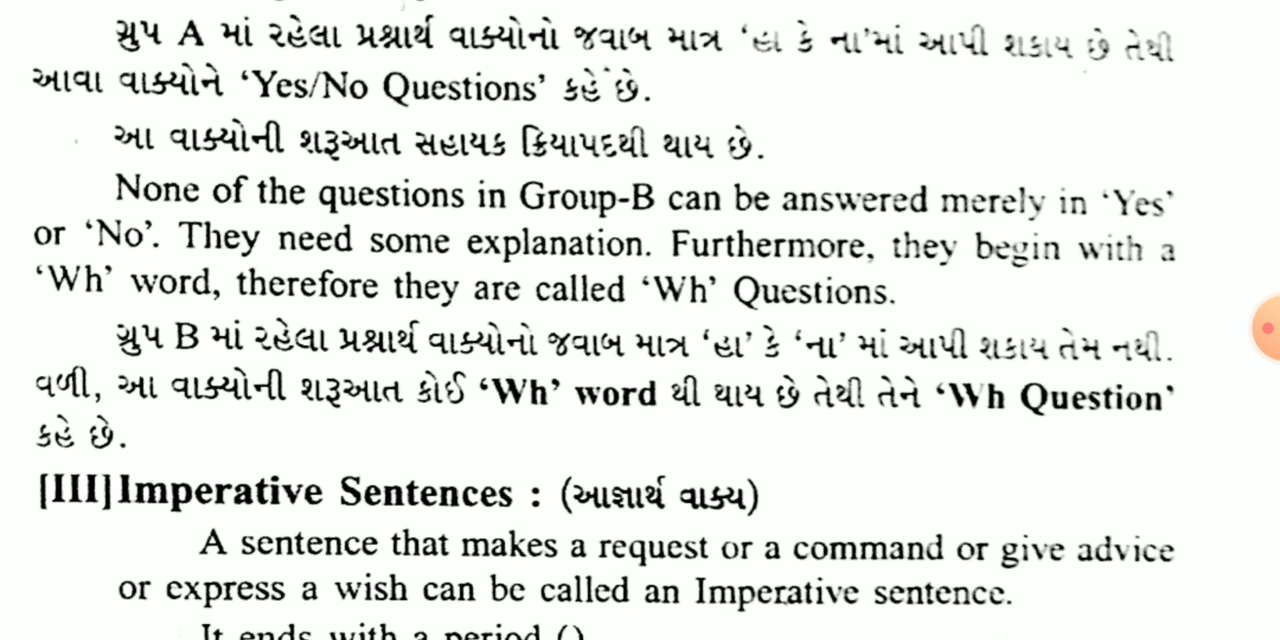 ગ્રુપ A માં રહેલા પ્રશ્નાર્થ વાક્યોનો જવાબ માત્ર ‘હા કે ના’માં આપી શકાય છે તેથી
આવા વાક્યોને ‘Yes/No Questions’ કહે છે.
આ વાક્યોની શરૂઆત સહાયક ક્રિયાપદથી થાય છે.
None of the questions in Group-B can be answered merely in ‘Yes’
or ‘No’. They need some explanation. Furthermore, they begin with a
‘Wh’ word, therefore they are called ‘Wh’ Questions.
ગ્રુપ B માં રહેલા પ્રશ્નાર્થ વાક્યોનો જવાબ માત્ર ‘હા’ કે ‘ના’ માં આપી શકાય તેમ નથી.
વળી, આ વાક્યોની શરૂઆત કોઈ ‘Wh’ word થી થાય છે તેથી તેને ‘Wh Question’
કહે છે.
[III] Imperative Sentences : (આજ્ઞાર્થ વાક્ય)
A sentence that makes a request or a command or give advice
or express a wish can be called an Imperative sentence.
It ends with a period ()